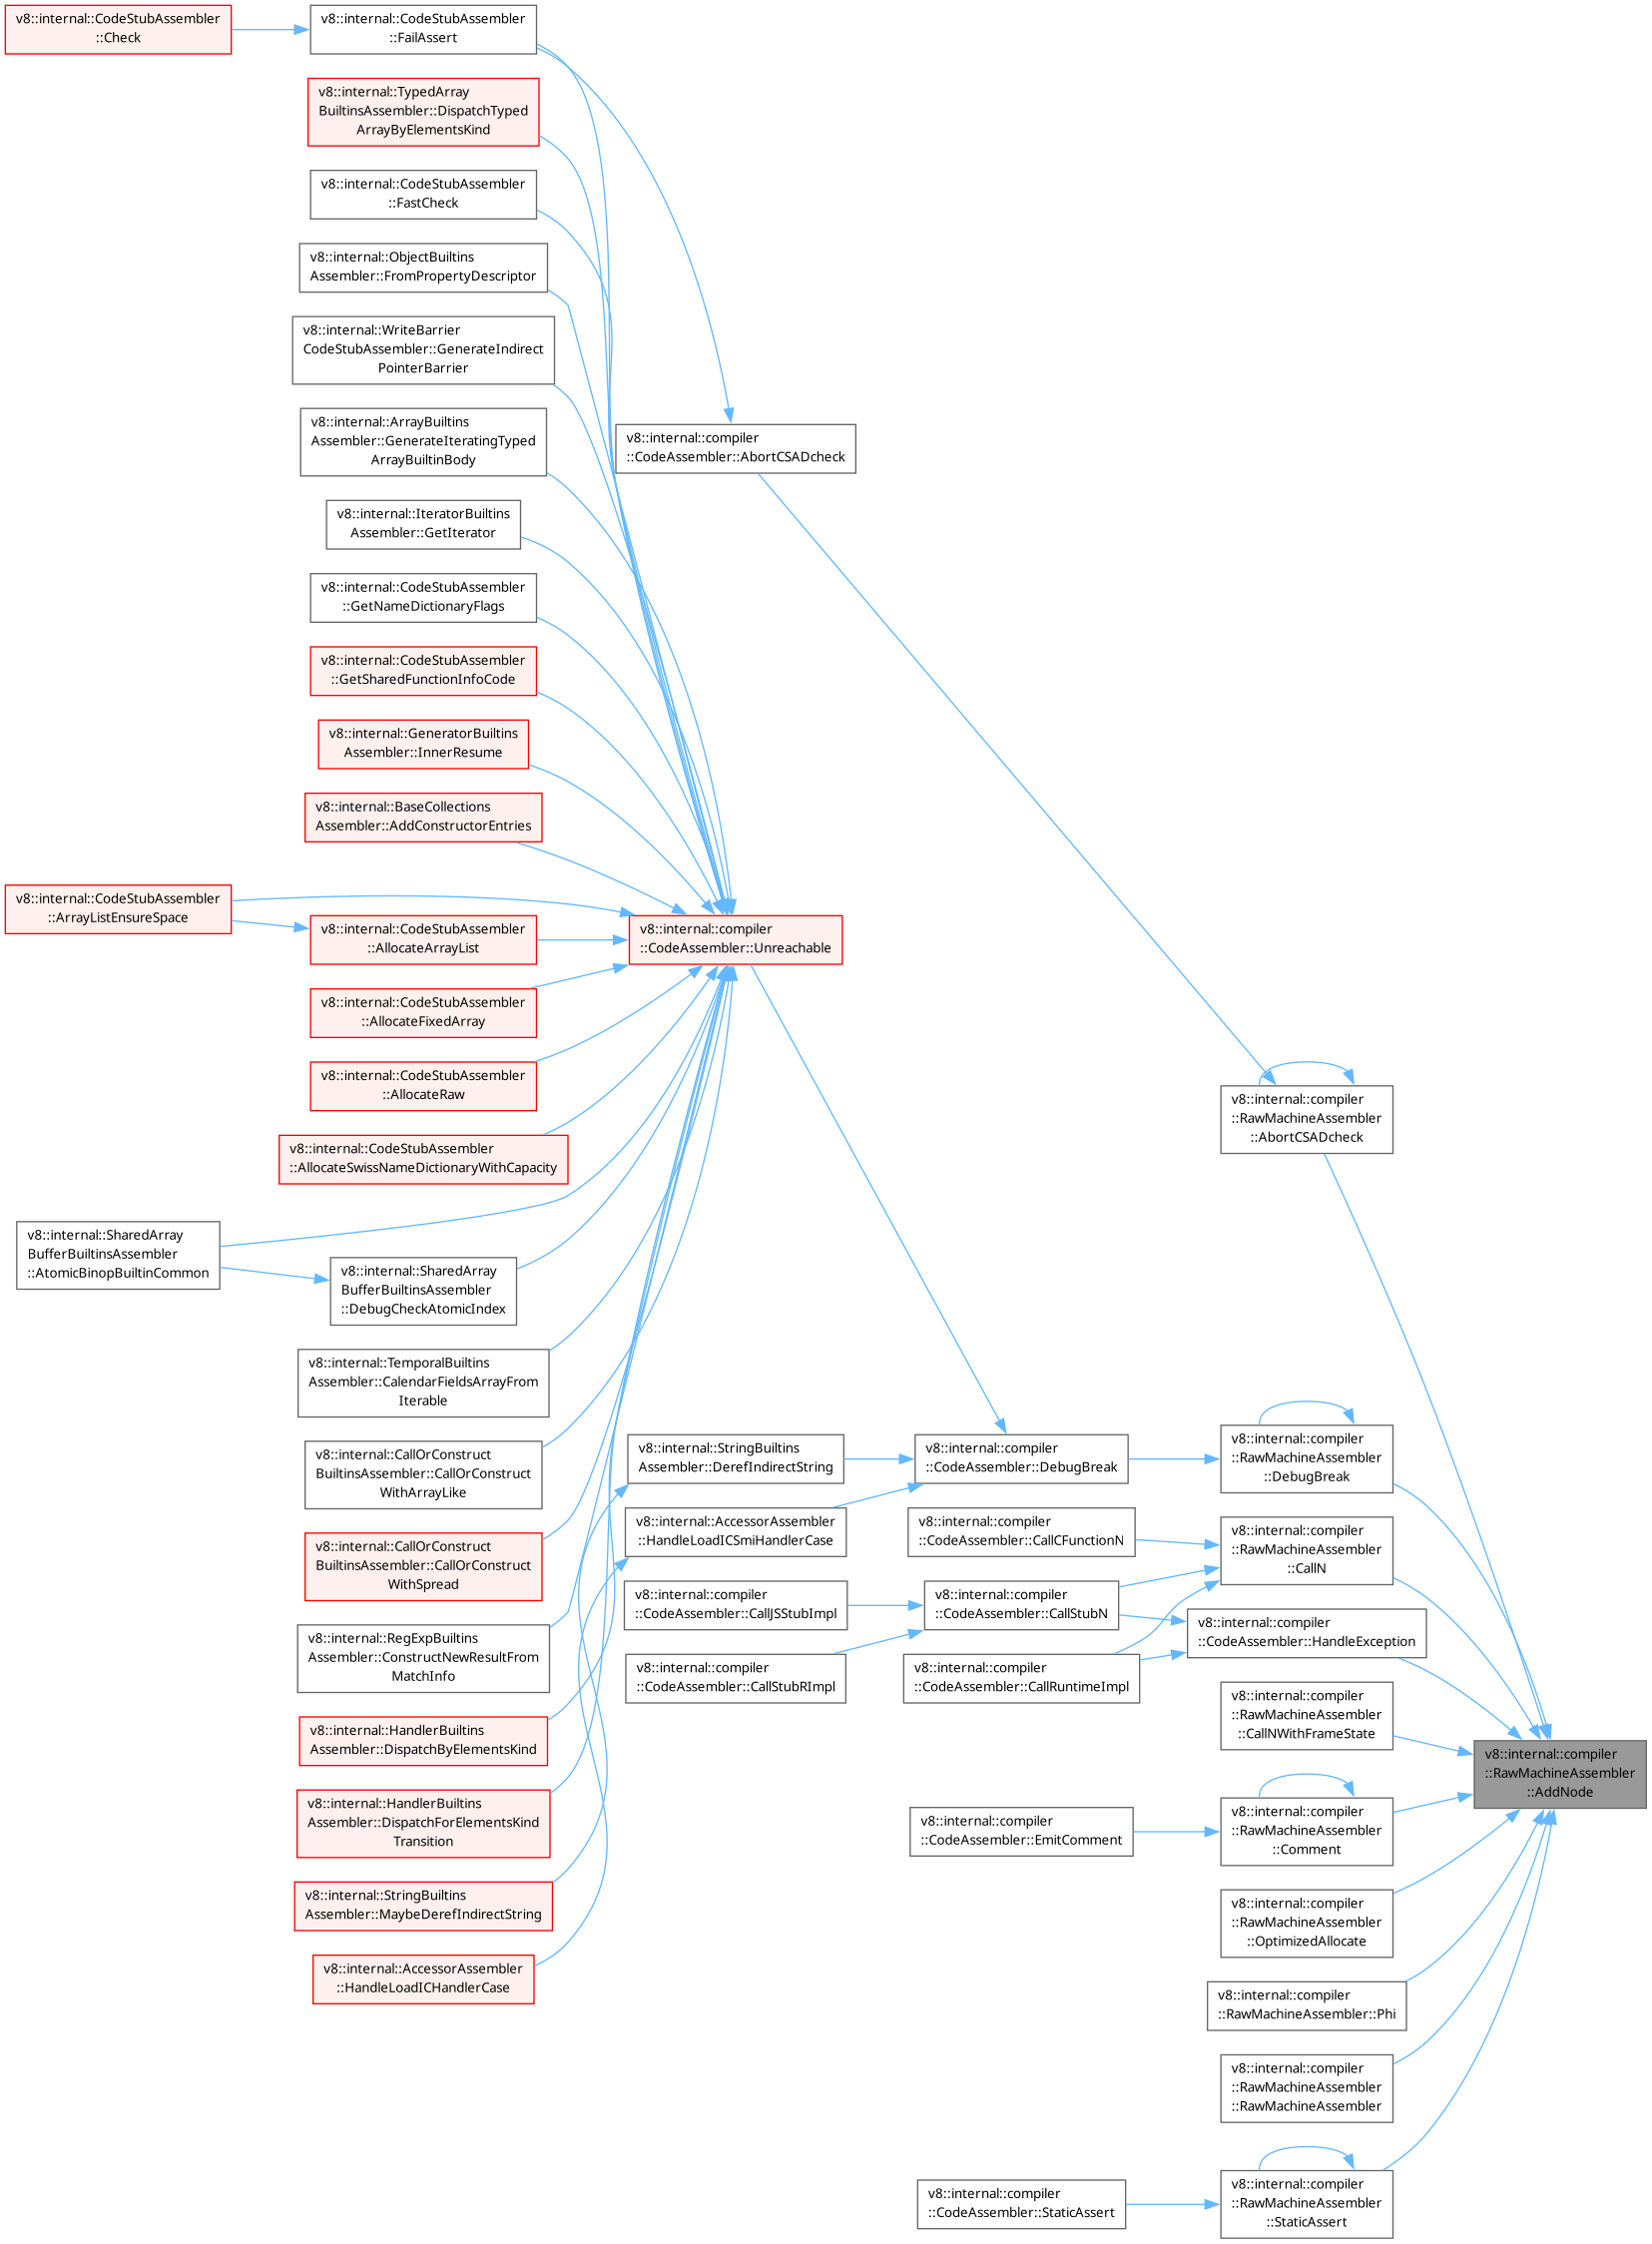 v8::internal::CodeStubAssembler
::Check
v8::internal::CodeStubAssembler
::FailAssert
v8::internal::TypedArray
BuiltinsAssembler::DispatchTyped
ArrayByElementsKind
v8::internal::CodeStubAssembler
::FastCheck
v8::internal::ObjectBuiltins
Assembler::FromPropertyDescriptor
v8::internal::WriteBarrier
CodeStubAssembler::GenerateIndirect
PointerBarrier
v8::internal::ArrayBuiltins
Assembler::GenerateIteratingTyped
ArrayBuiltinBody
v8::internal::compiler
::CodeAssembler::AbortCSADcheck
v8::internal::IteratorBuiltins
Assembler::GetIterator
v8::internal::CodeStubAssembler
::GetNameDictionaryFlags
v8::internal::CodeStubAssembler
::GetSharedFunctionInfoCode
v8::internal::GeneratorBuiltins
Assembler::InnerResume
v8::internal::BaseCollections
Assembler::AddConstructorEntries
v8::internal::CodeStubAssembler
::ArrayListEnsureSpace
v8::internal::CodeStubAssembler
::AllocateArrayList
v8::internal::compiler
::CodeAssembler::Unreachable
v8::internal::CodeStubAssembler
::AllocateFixedArray
v8::internal::CodeStubAssembler
::AllocateRaw
v8::internal::compiler
::RawMachineAssembler
::AbortCSADcheck
v8::internal::CodeStubAssembler
::AllocateSwissNameDictionaryWithCapacity
v8::internal::SharedArray
BufferBuiltinsAssembler
::AtomicBinopBuiltinCommon
v8::internal::SharedArray
BufferBuiltinsAssembler
::DebugCheckAtomicIndex
v8::internal::TemporalBuiltins
Assembler::CalendarFieldsArrayFrom
Iterable
v8::internal::CallOrConstruct
BuiltinsAssembler::CallOrConstruct
WithArrayLike
v8::internal::StringBuiltins
Assembler::DerefIndirectString
v8::internal::compiler
::CodeAssembler::DebugBreak
v8::internal::compiler
::RawMachineAssembler
::DebugBreak
v8::internal::CallOrConstruct
BuiltinsAssembler::CallOrConstruct
WithSpread
v8::internal::AccessorAssembler
::HandleLoadICSmiHandlerCase
v8::internal::compiler
::CodeAssembler::CallCFunctionN
v8::internal::compiler
::RawMachineAssembler
::CallN
v8::internal::compiler
::CodeAssembler::CallJSStubImpl
v8::internal::compiler
::CodeAssembler::CallStubN
v8::internal::compiler
::CodeAssembler::HandleException
v8::internal::RegExpBuiltins
Assembler::ConstructNewResultFrom
MatchInfo
v8::internal::compiler
::CodeAssembler::CallStubRImpl
v8::internal::compiler
::CodeAssembler::CallRuntimeImpl
v8::internal::compiler
::RawMachineAssembler
::CallNWithFrameState
v8::internal::HandlerBuiltins
Assembler::DispatchByElementsKind
v8::internal::compiler
::RawMachineAssembler
::AddNode
v8::internal::HandlerBuiltins
Assembler::DispatchForElementsKind
Transition
v8::internal::compiler
::CodeAssembler::EmitComment
v8::internal::compiler
::RawMachineAssembler
::Comment
v8::internal::StringBuiltins
Assembler::MaybeDerefIndirectString
v8::internal::compiler
::RawMachineAssembler
::OptimizedAllocate
v8::internal::AccessorAssembler
::HandleLoadICHandlerCase
v8::internal::compiler
::RawMachineAssembler::Phi
v8::internal::compiler
::RawMachineAssembler
::RawMachineAssembler
v8::internal::compiler
::CodeAssembler::StaticAssert
v8::internal::compiler
::RawMachineAssembler
::StaticAssert